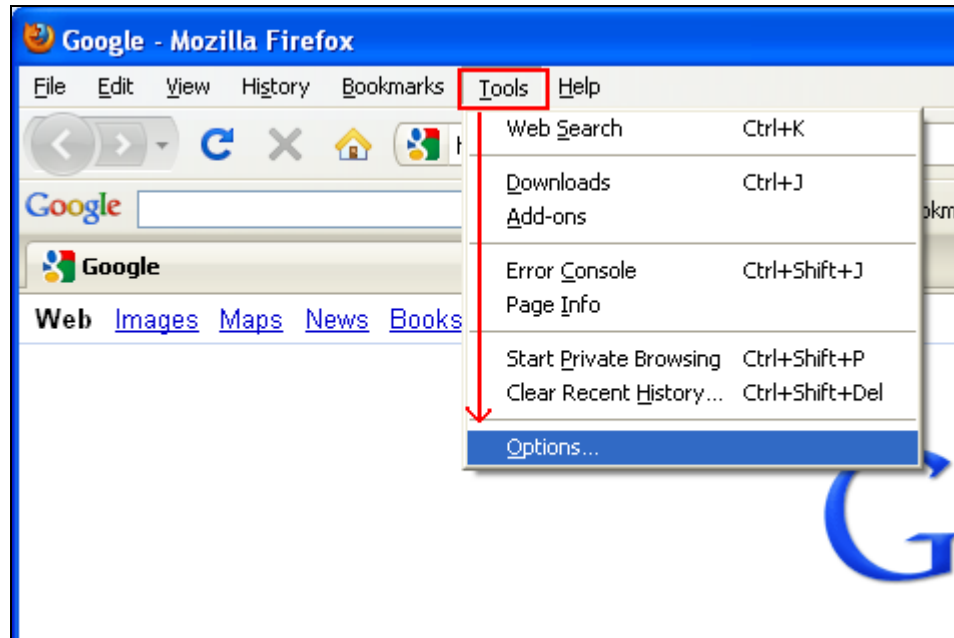 Google - Mozilla Firefox
File Edit View History Bookmarks Tools Help
Web Search Ctrl+K
Google
Downloads Ctrl+J
Add-ons
Google
Error Console Ctrl+Shift+J
Page Info
Web Images Maps News Books
Start Private Browsing Ctrl+Shift+P
Clear Recent History... Ctrl+Shift+Del
Options...
G